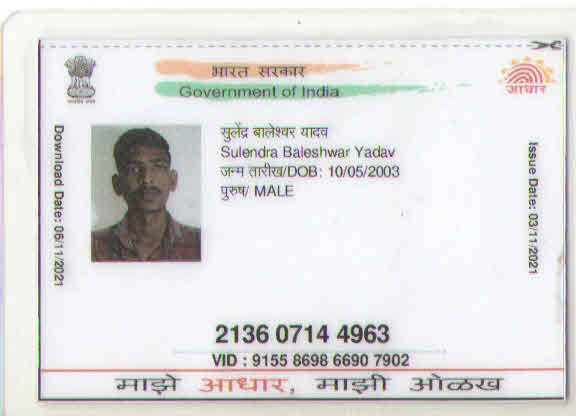 भारत सरकार
Government of India
आधार
Download Date: 06/11/2021
सुलेंद्र बालेश्वर यादव
Sulendra Baleshwar Yadav
जन्म तारीख/DOB: 10/05/2003
पुरुष/ MALE
Issue Date: 03/11/2021
2136 0714 4963
VID : 9155 8698 6690 7902
माझे आधार, माझी ओळख